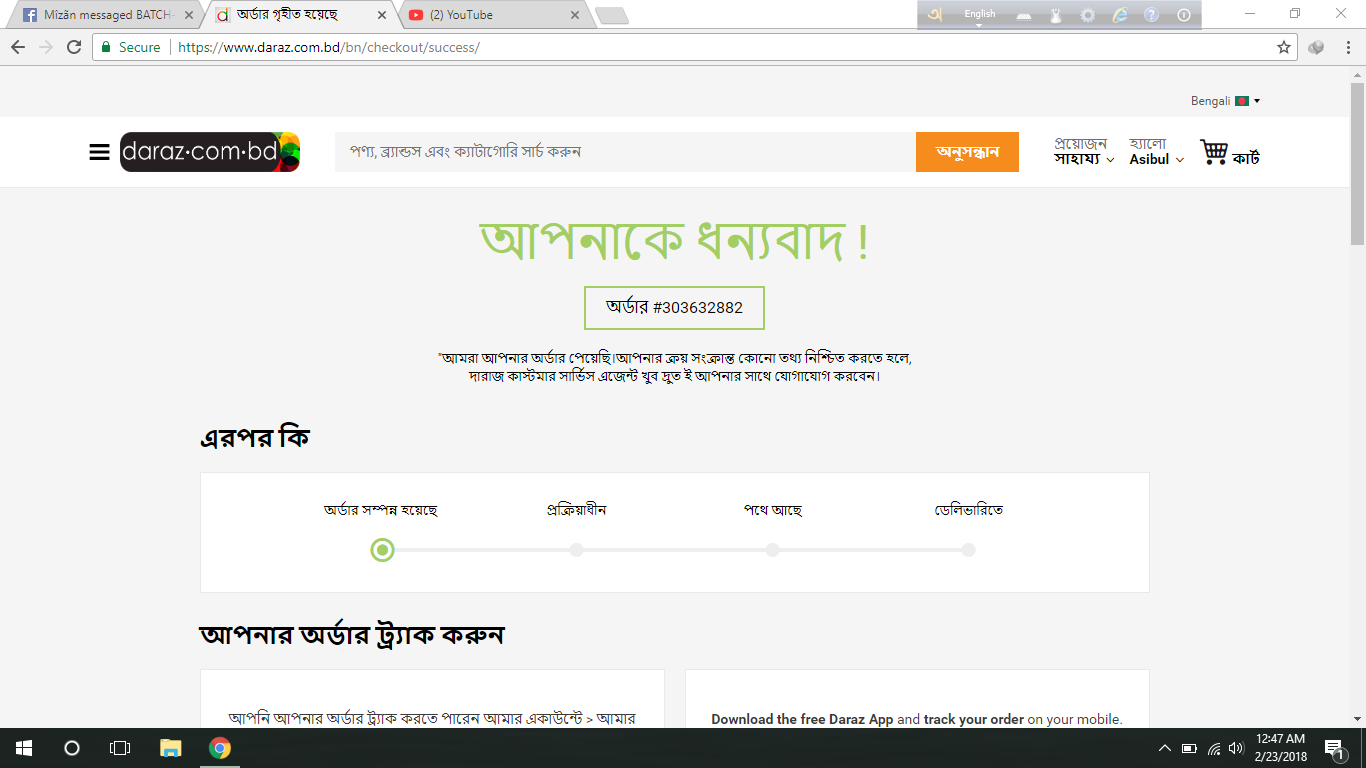 Mîzãn messaged BATCH-
অর্ডার গৃহীত হয়েছে
(2) YouTube
অ English
Secure https://www.daraz.com.bd/bn/checkout/success/
Bengali
daraz·com·bd
পণ্য, ব্র্যান্ডস এবং ক্যাটাগোরি সার্চ করুন
অনুসন্ধান
প্রয়োজন
সাহায্য
হ্যালো
Asibul
কার্ট
আপনাকে ধন্যবাদ !
অর্ডার #303632882
"আমরা আপনার অর্ডার পেয়েছি।আপনার ক্রয় সংক্রান্ত কোনো তথ্য নিশ্চিত করতে হলে,
দারাজ কাস্টমার সার্ভিস এজেন্ট খুব দ্রুত ই আপনার সাথে যোগাযোগ করবেন।
এরপর কি
অর্ডার সম্পন্ন হয়েছে
প্রক্রিয়াধীন
পথে আছে
ডেলিভারিতে
আপনার অর্ডার ট্র্যাক করুন
আপনি আপনার অর্ডার ট্র্যাক করতে পারেন আমার একাউন্টে > আমার
Download the free Daraz App and track your order on your mobile.
12:47 AM
2/23/2018
1